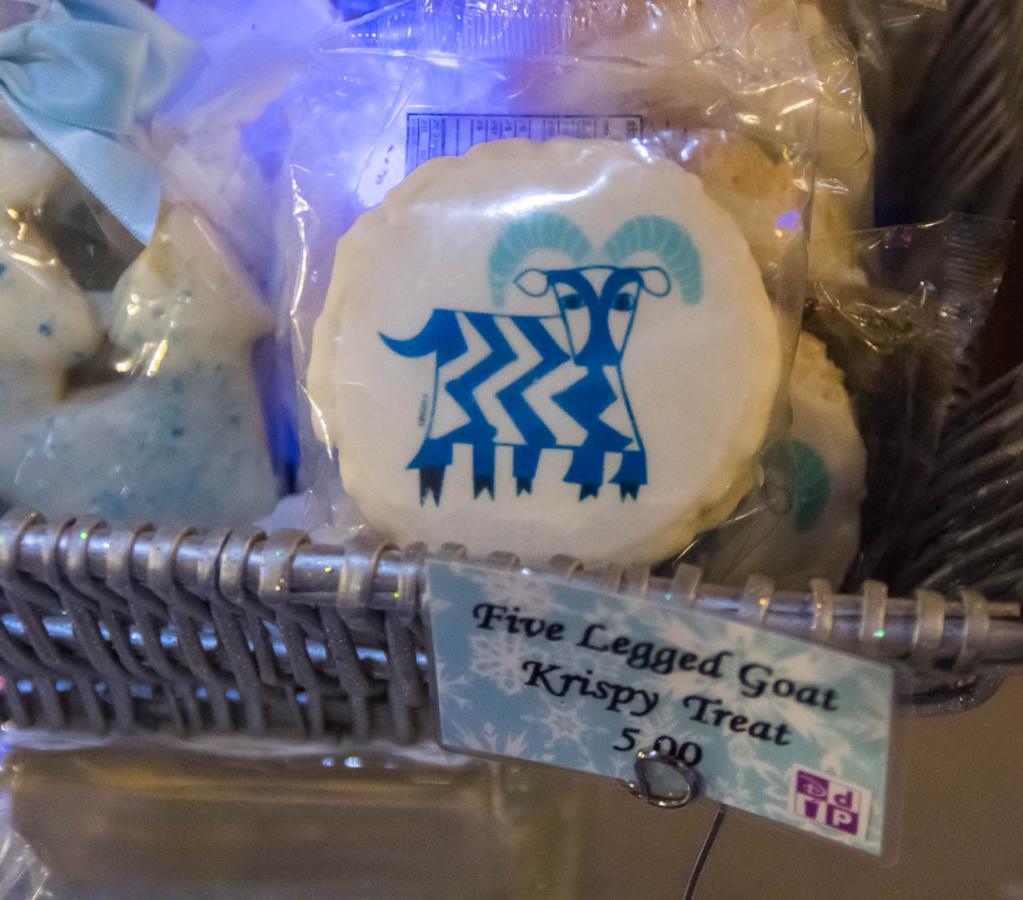 Five Legged Goat
Krispy Treat
5.00
D d
P